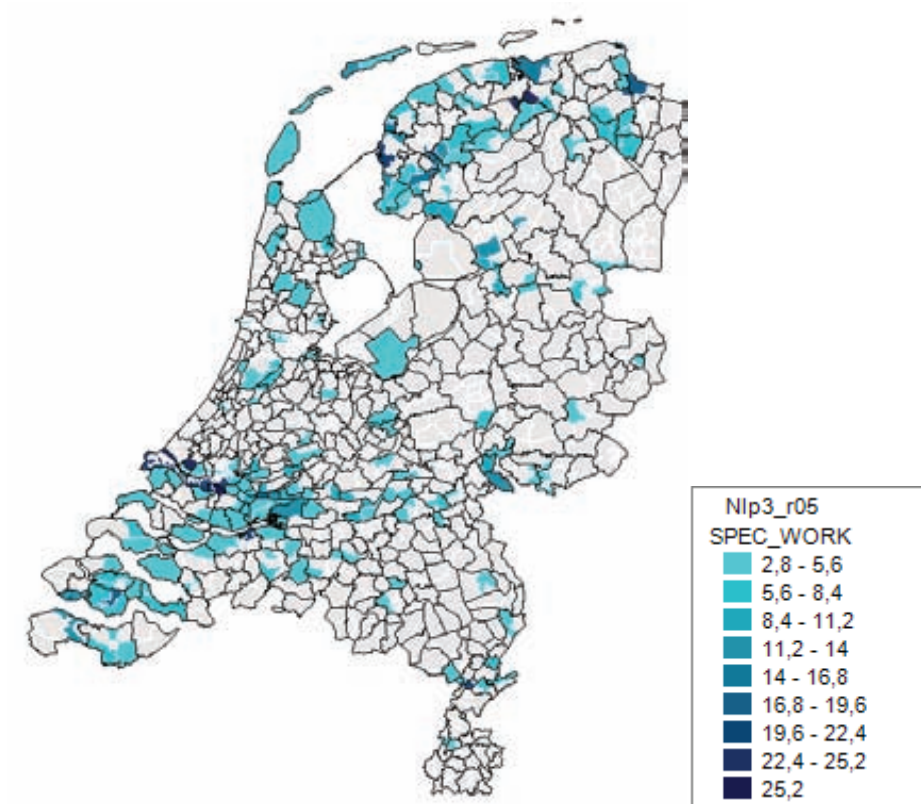 Nlp3_r05
SPEC_WORK
2,8 - 5,6
5,6 - 8,4
8,4 - 11,2
11,2 - 14
14 - 16,8
16,8 - 19,6
19,6 - 22,4
22,4 - 25,2
25,2